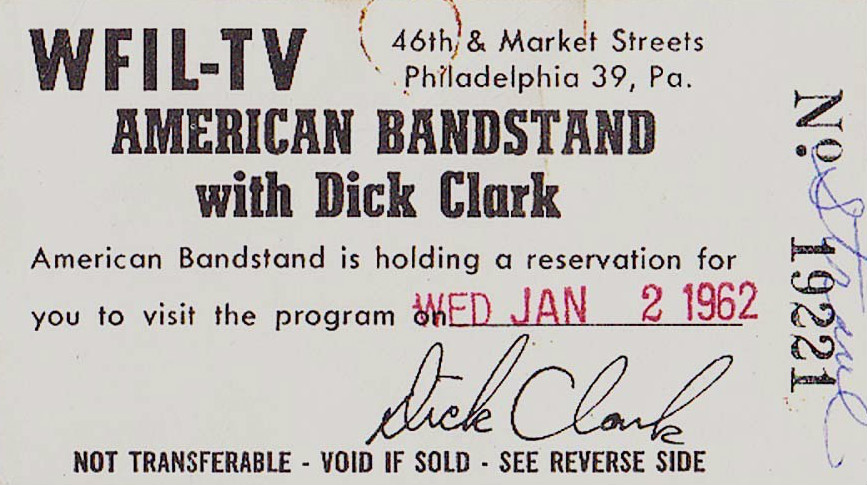 WFIL-TV
46th & Market Streets
Philadelphia 39, Pa.
AMERICAN BANDSTAND
with Dick Clark
American Bandstand is holding a reservation for
you to visit the program on WED JAN 2 1962
Dick Clark
NOT TRANSFERABLE - VOID IF SOLD - SEE REVERSE SIDE
No. 19221